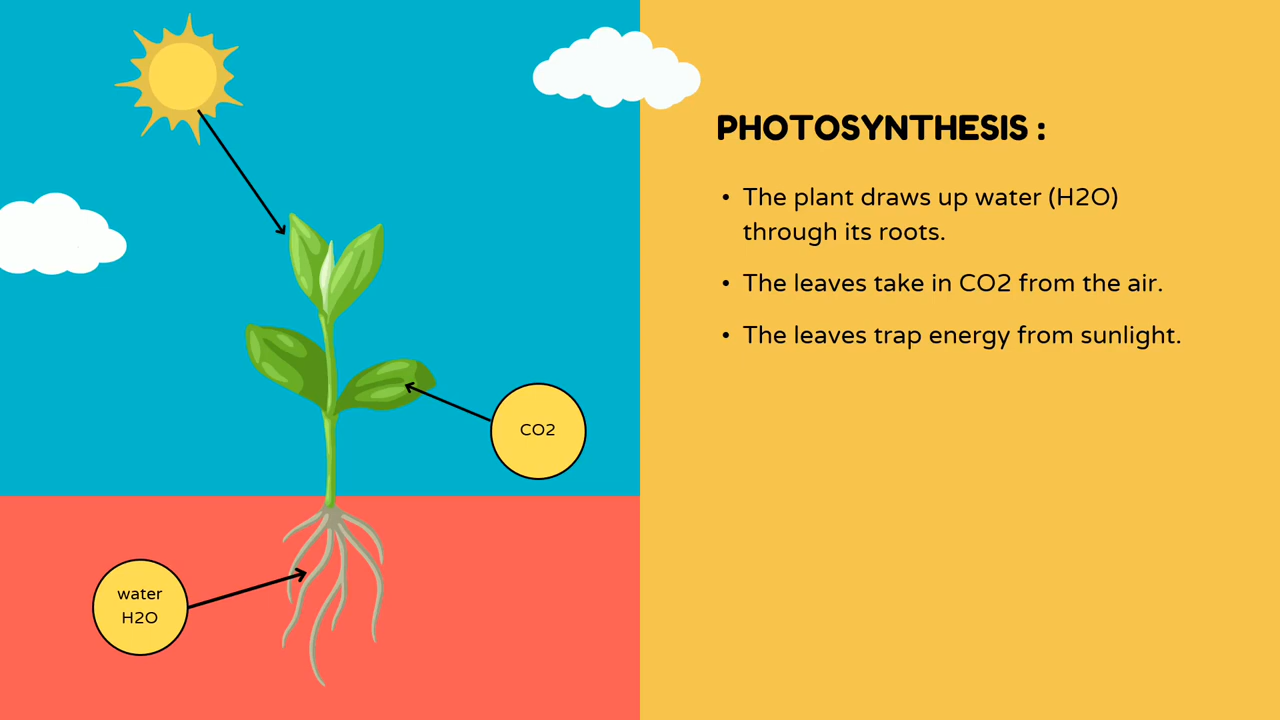 PHOTOSYNTHESIS :
• The plant draws up water (H2O)
through its roots.
• The leaves take in CO2 from the air.
• The leaves trap energy from sunlight.
CO2
water
H2O